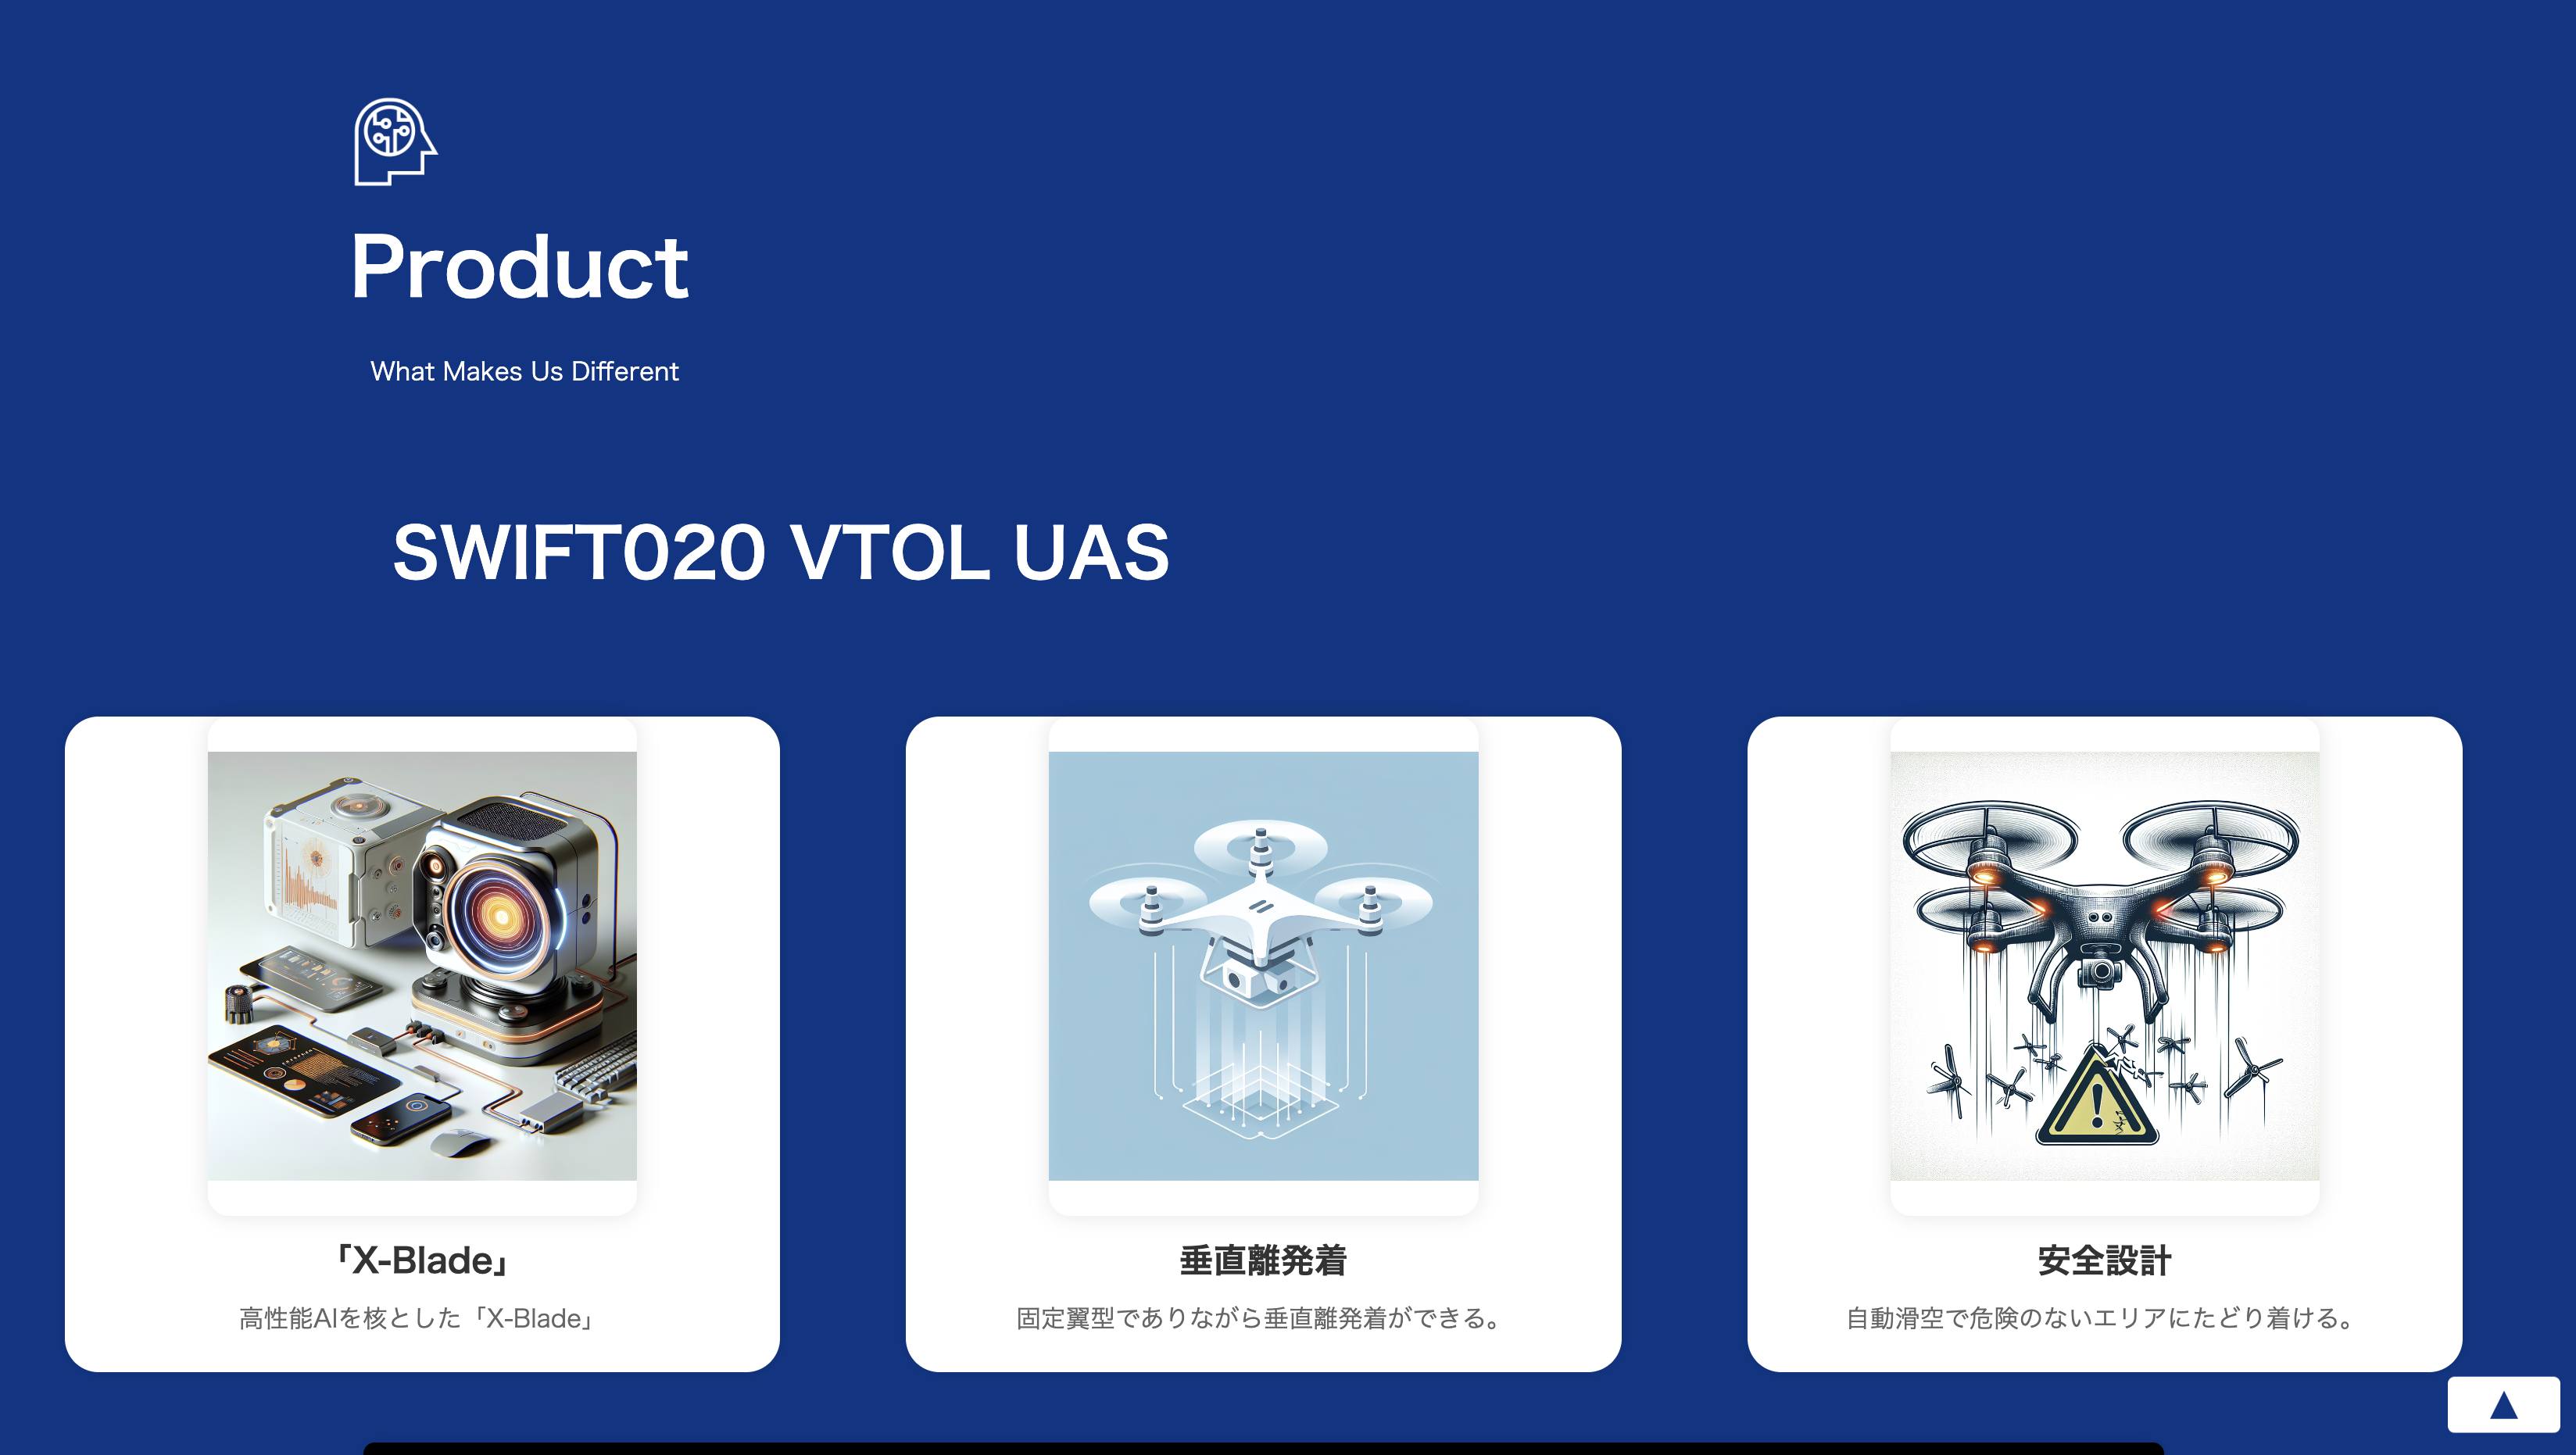 Product
What Makes Us Different
SWIFT020 VTOL UAS
「X-Blade」
高性能AIを核とした「X-Blade」
垂直離発着
固定翼型でありながら垂直離発着ができる。
安全設計
自動滑空で危険のないエリアにたどり着ける。